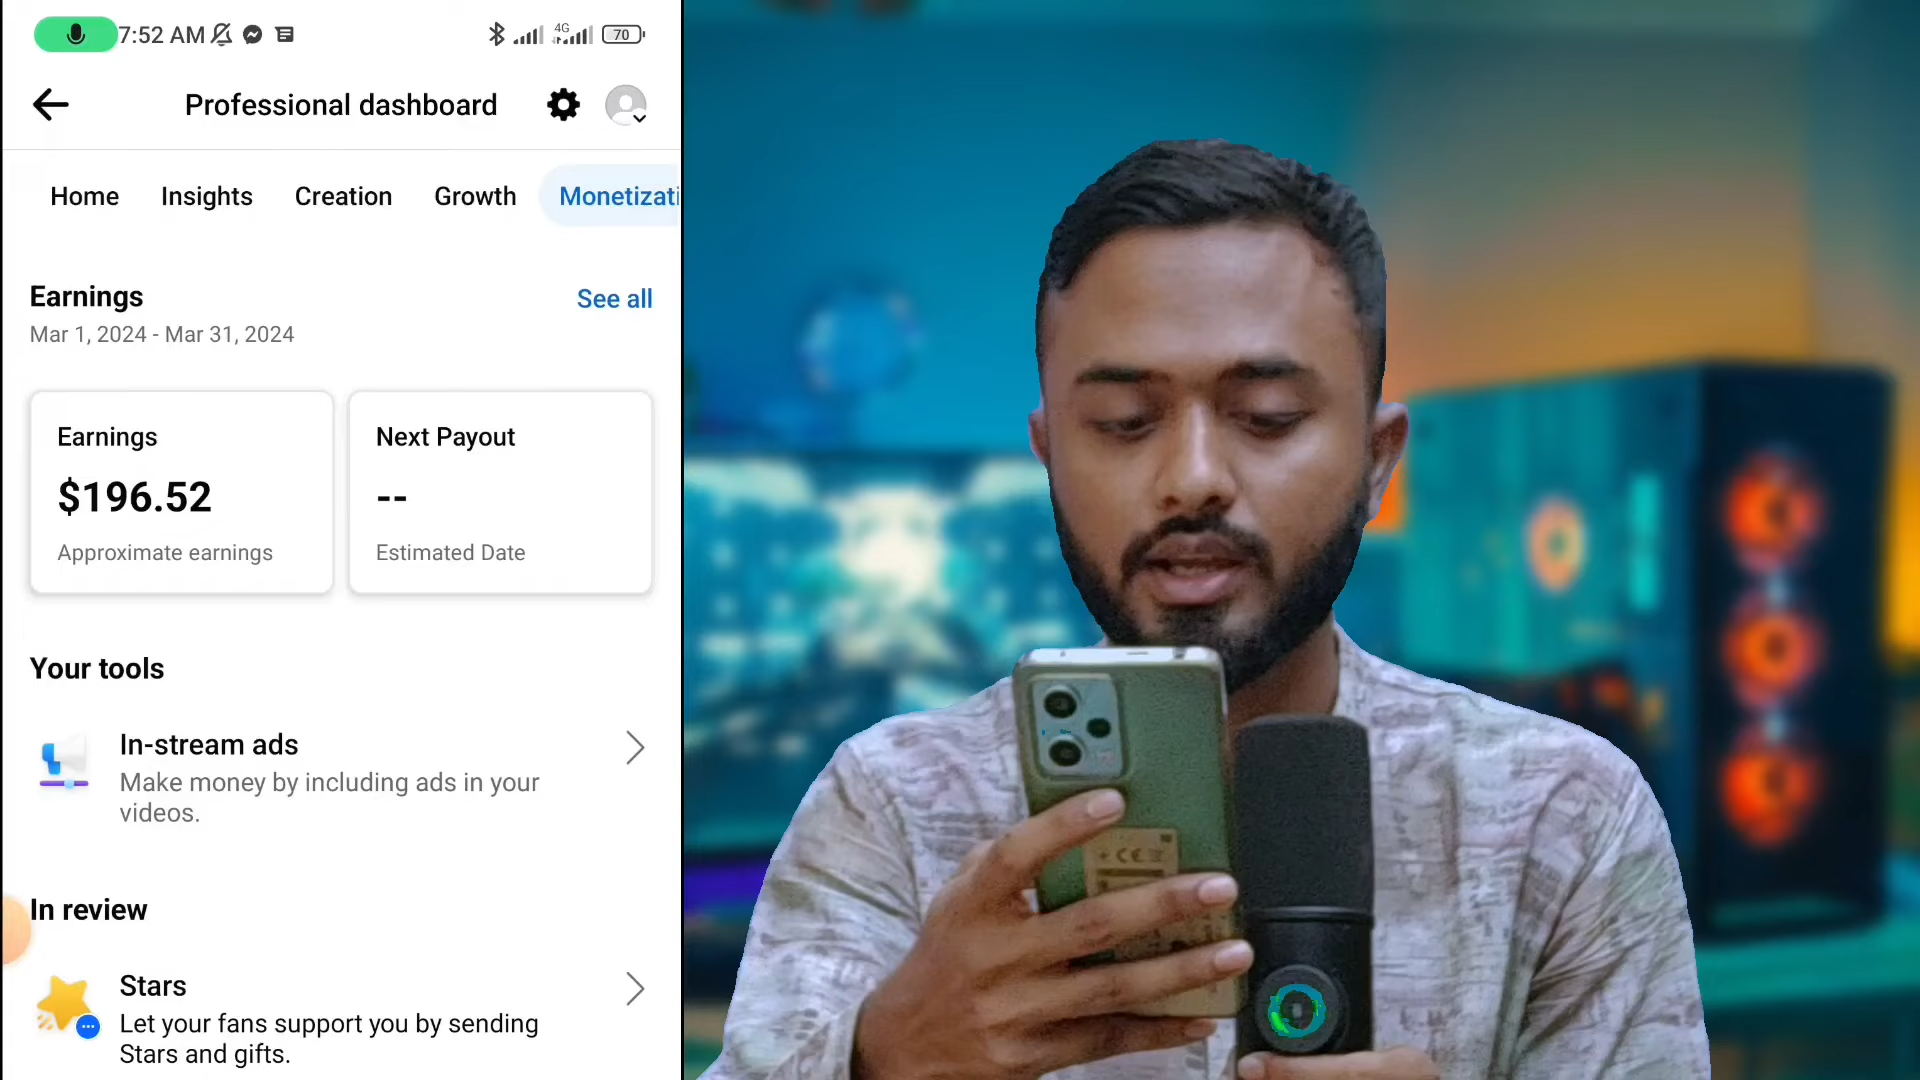 7:52 AM
4G
70
Professional dashboard
Home Insights Creation Growth Monetizati
Earnings
See all
Mar 1, 2024 - Mar 31, 2024
Earnings
$196.52
Approximate earnings
Next Payout
--
Estimated Date
Your tools
In-stream ads
Make money by including ads in your
videos.
In review
Stars
Let your fans support you by sending
Stars and gifts.
CE